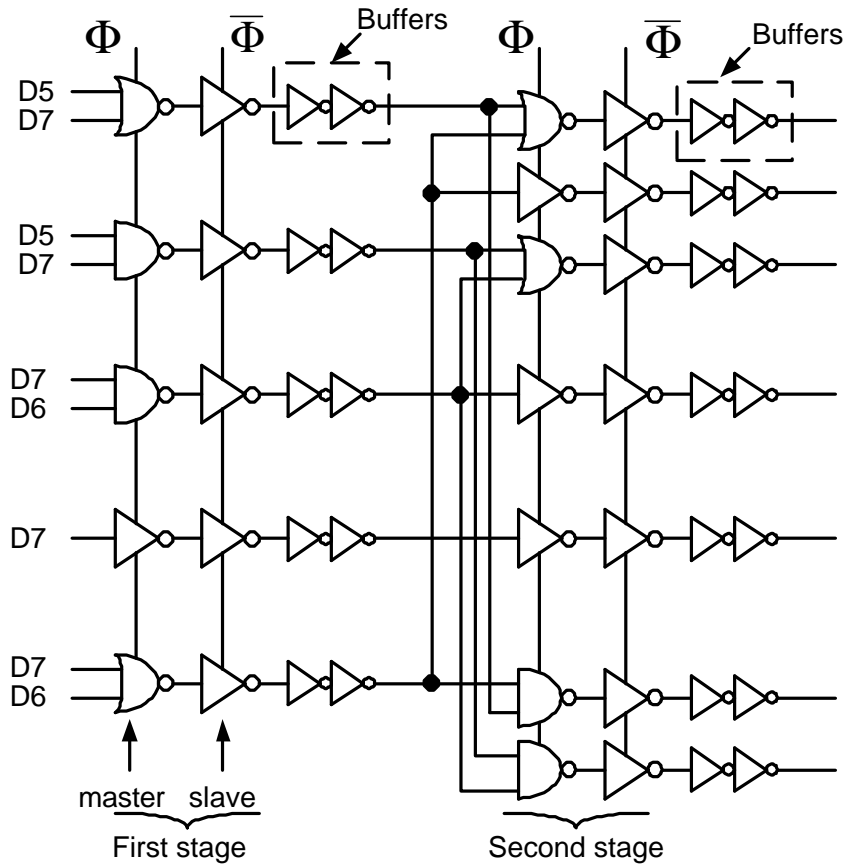 Buffers
Φ Φ̅ Φ Φ̅ Buffers
D5
D7
D5
D7
D7
D6
D7
D7
D6
master slave
First stage Second stage